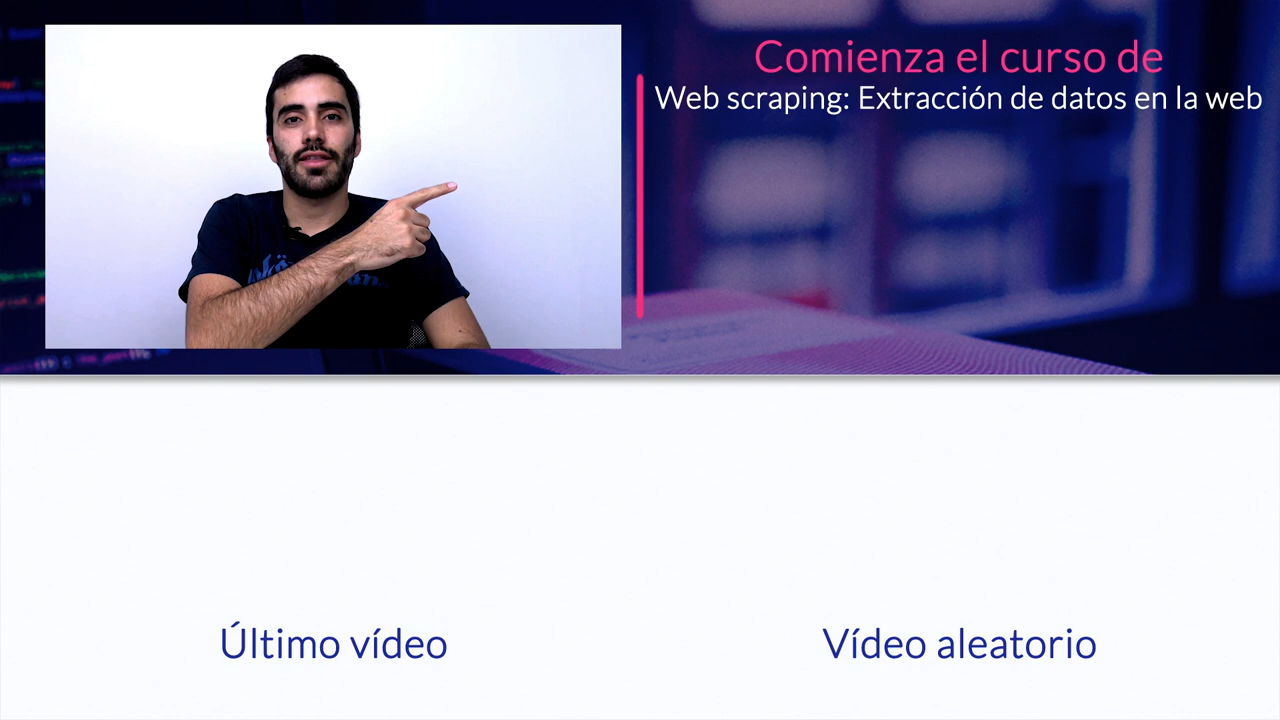 Comienza el curso de
Web scraping: Extracción de datos en la web
Último vídeo
Vídeo aleatorio